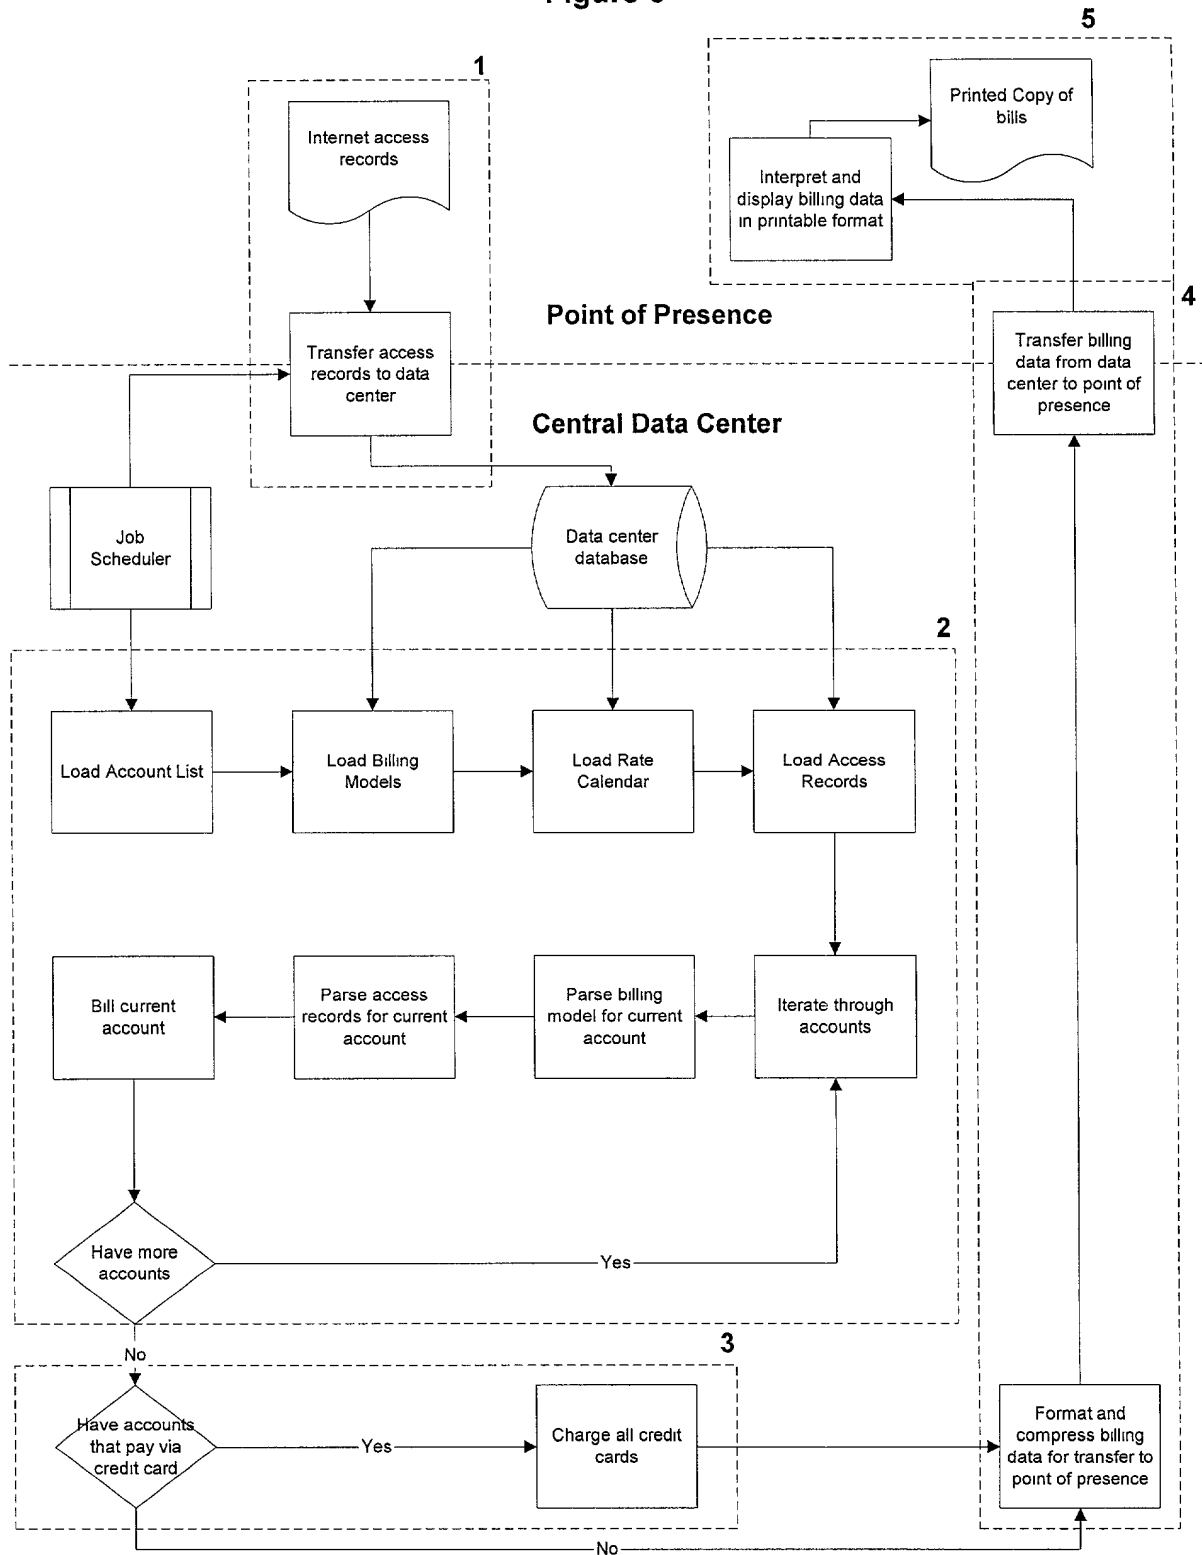 5
1
Printed Copy of
bills
Internet access
records
Interpret and
display billing data
in printable format
4
Point of Presence
Transfer access
records to data
center
Transfer billing
data from data
center to point of
presence
Central Data Center
Job
Scheduler
Data center
database
2
Load Account List
Load Billing
Models
Load Rate
Calendar
Load Access
Records
Bill current
account
Parse access
records for current
account
Parse billing
model for current
account
Iterate through
accounts
Have more
accounts
Yes
No
3
Have accounts
that pay via
credit card
Yes
Charge all credit
cards
Format and
compress billing
data for transfer to
point of presence
No